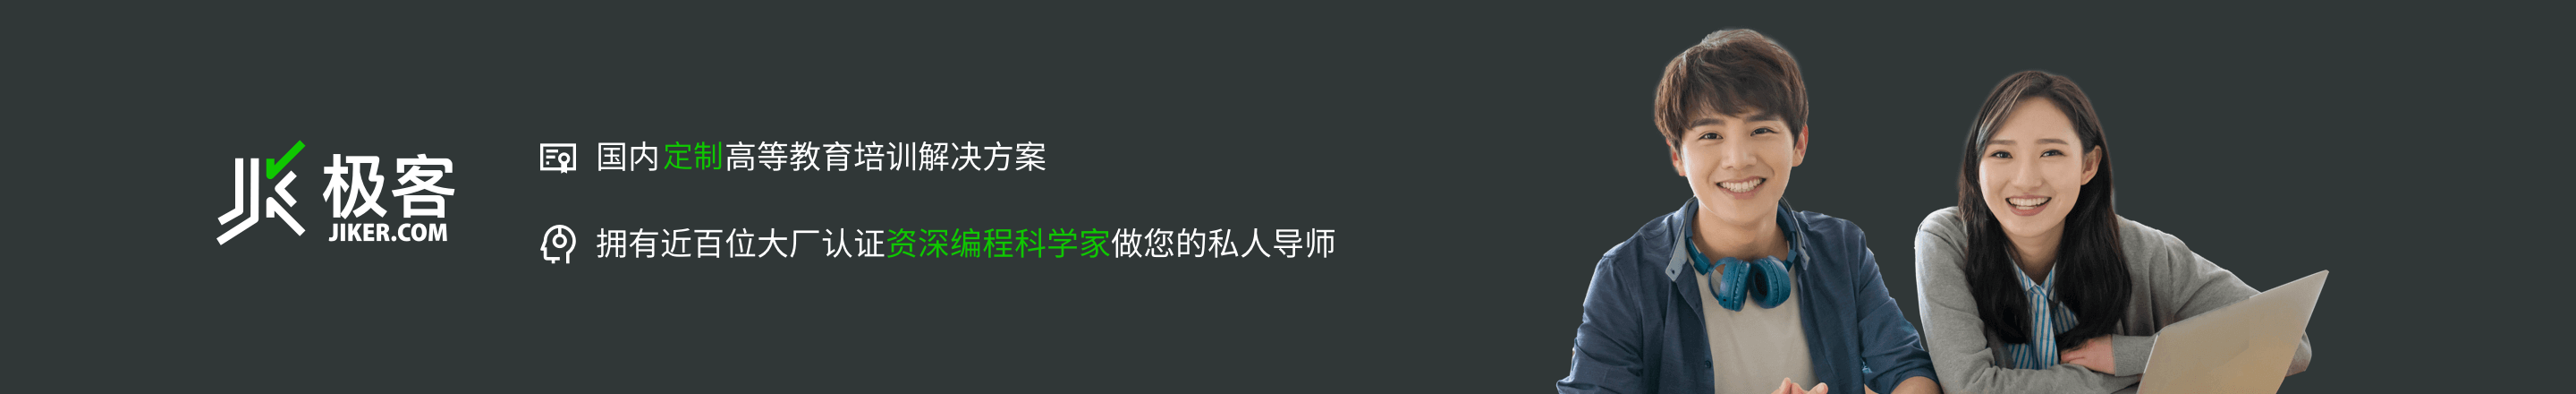 极客
JIKER.COM
国内定制高等教育培训解决方案
拥有近百位大厂认证资深编程科学家做您的私人导师